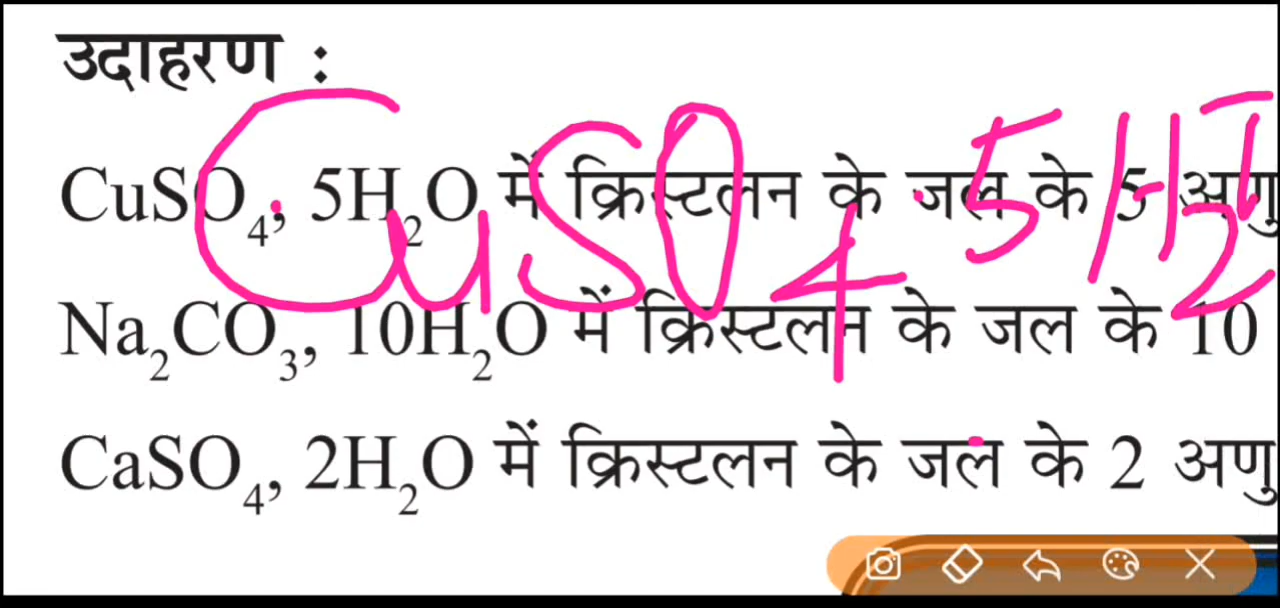 उदाहरण :
CuSO₄, 5H₂O में क्रिस्टलन के जल के 5 अणु
CuSO₄·5H₂
Na₂CO₃, 10H₂O में क्रिस्टलन के जल के 10
CaSO₄, 2H₂O में क्रिस्टलन के जल के 2 अणु